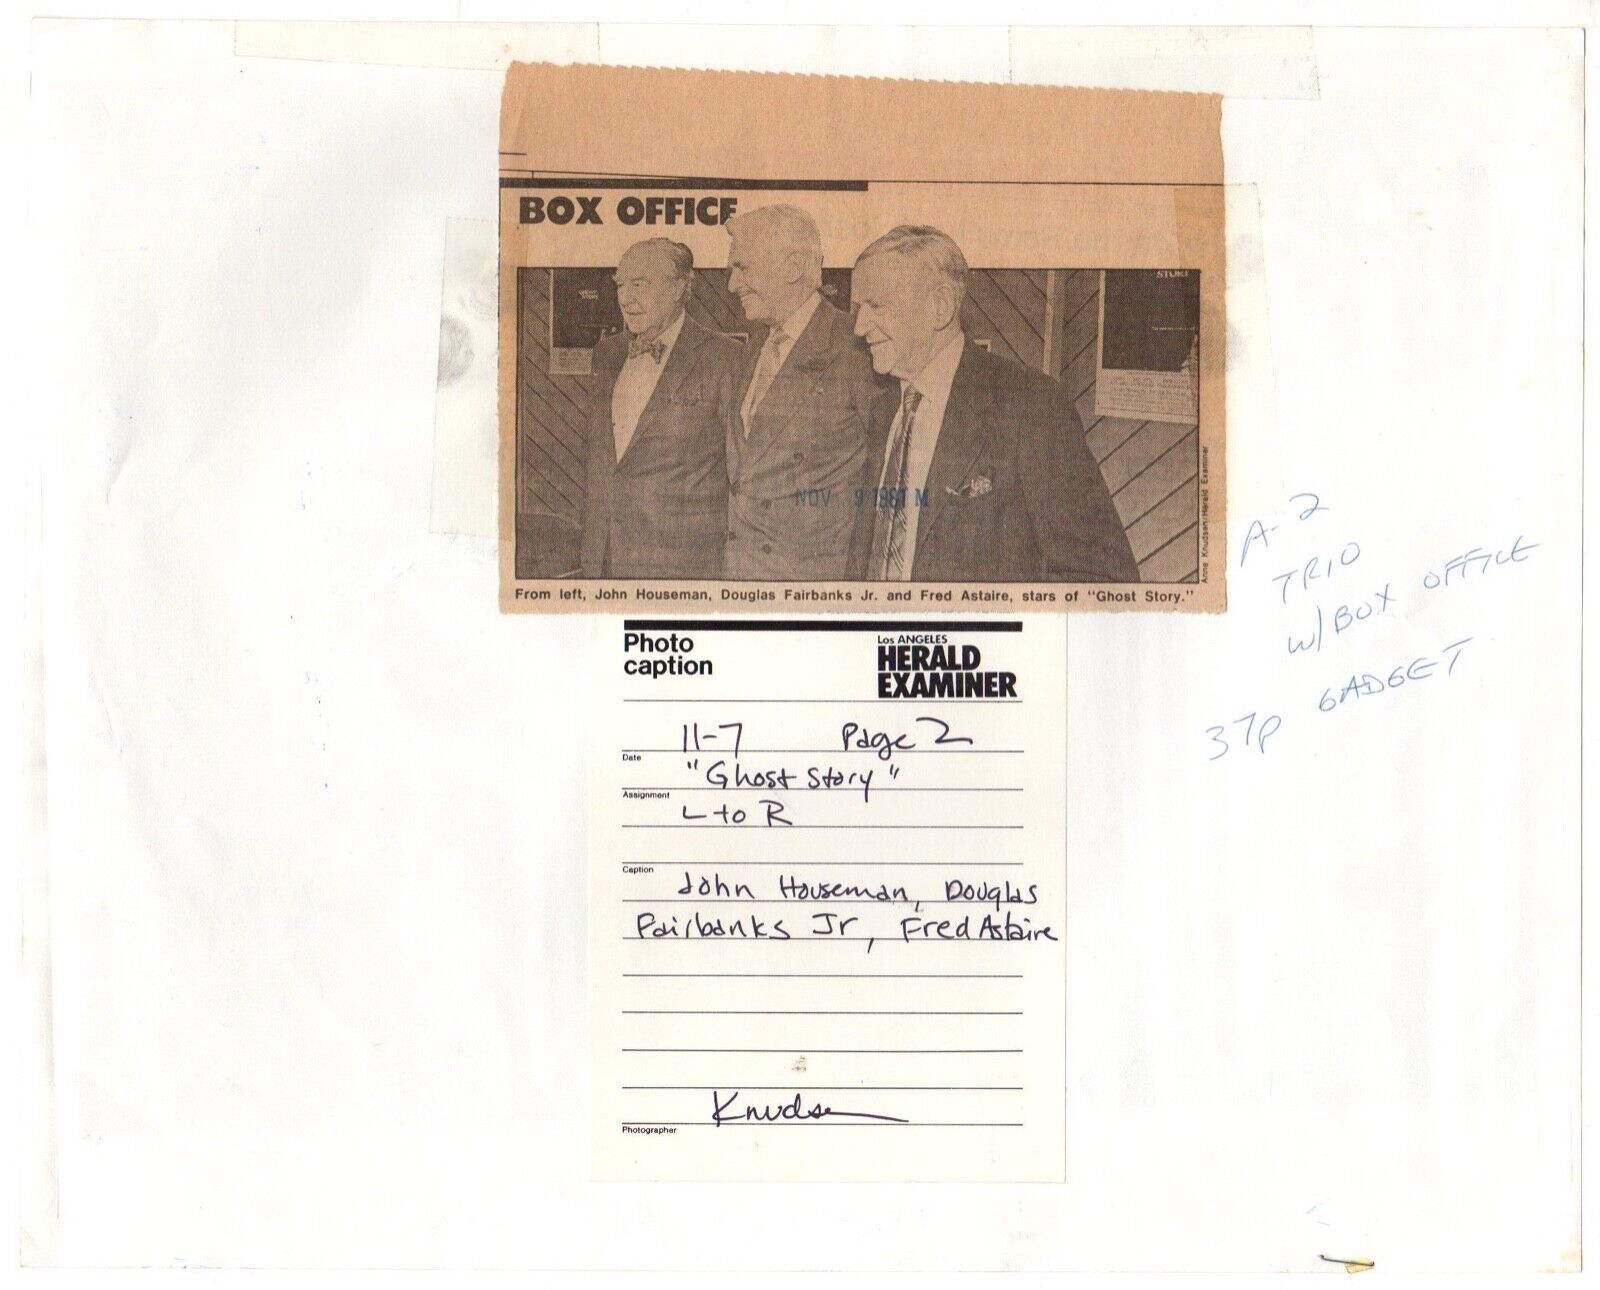 BOX OFFICE
STORY
NOV 9 1981 M
Anne Knudsen/Herald Examiner
From left, John Houseman, Douglas Fairbanks Jr. and Fred Astaire, stars of "Ghost Story."
A-2
TRIO
W/BOX OFFICE
GADGET
37p
Photo
caption
Los ANGELES
HERALD
EXAMINER
11-7 Page 2
Date
"Ghost Story"
Assignment
L to R
Caption
John Houseman, Douglas
Fairbanks Jr, Fred Astaire
Knudsen
Photographer